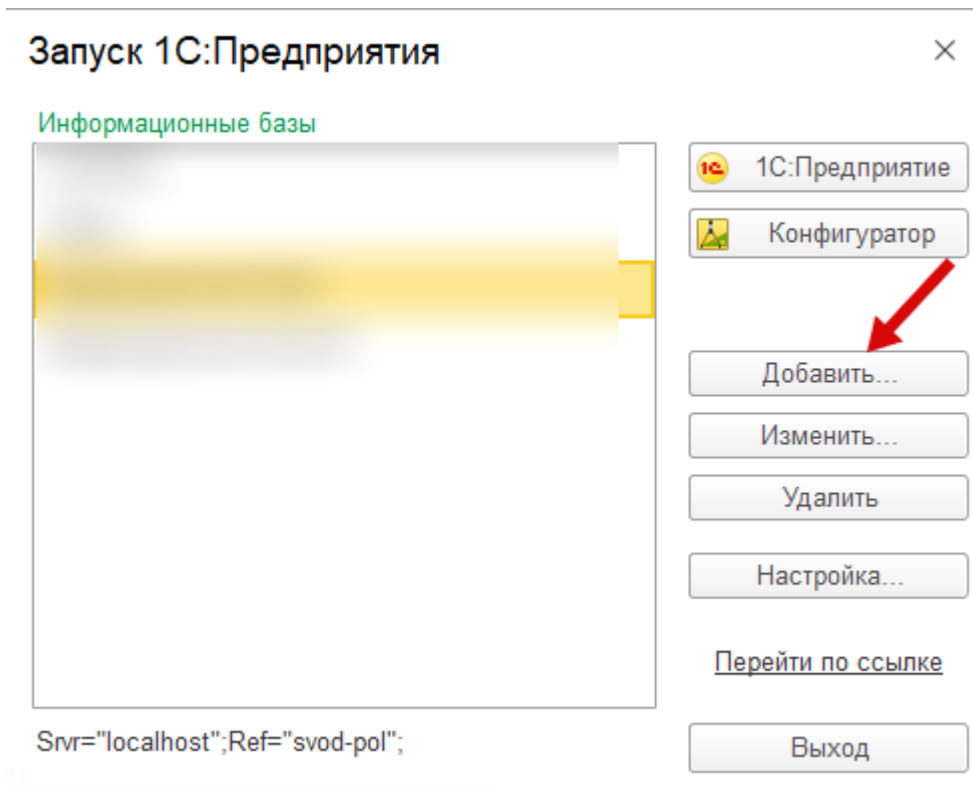 Запуск 1С:Предприятия
Информационные базы
1С:Предприятие
Конфигуратор
Добавить...
Изменить...
Удалить
Настройка...
Перейти по ссылке
Srvr="localhost";Ref="svod-pol";
Выход